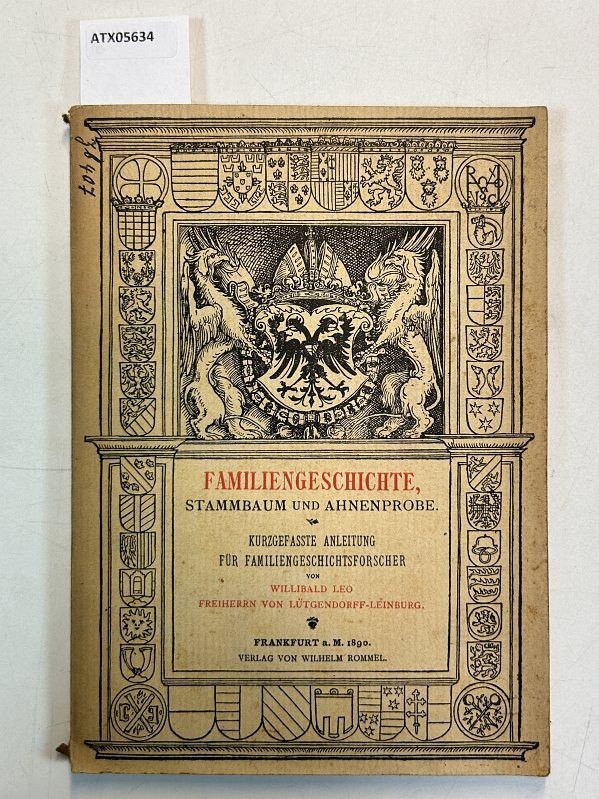 ATX05634
98407
FAMILIENGESCHICHTE,
STAMMBAUM UND AHNENPROBE.
KURZGEFASSTE ANLEITUNG
FÜR FAMILIENGESCHICHTSFORSCHER
VON
WILLIBALD LEO
FREIHERRN VON LÜTGENDORFF-LEINBURG.
FRANKFURT a. M. 1890.
VERLAG VON WILHELM ROMMEL.